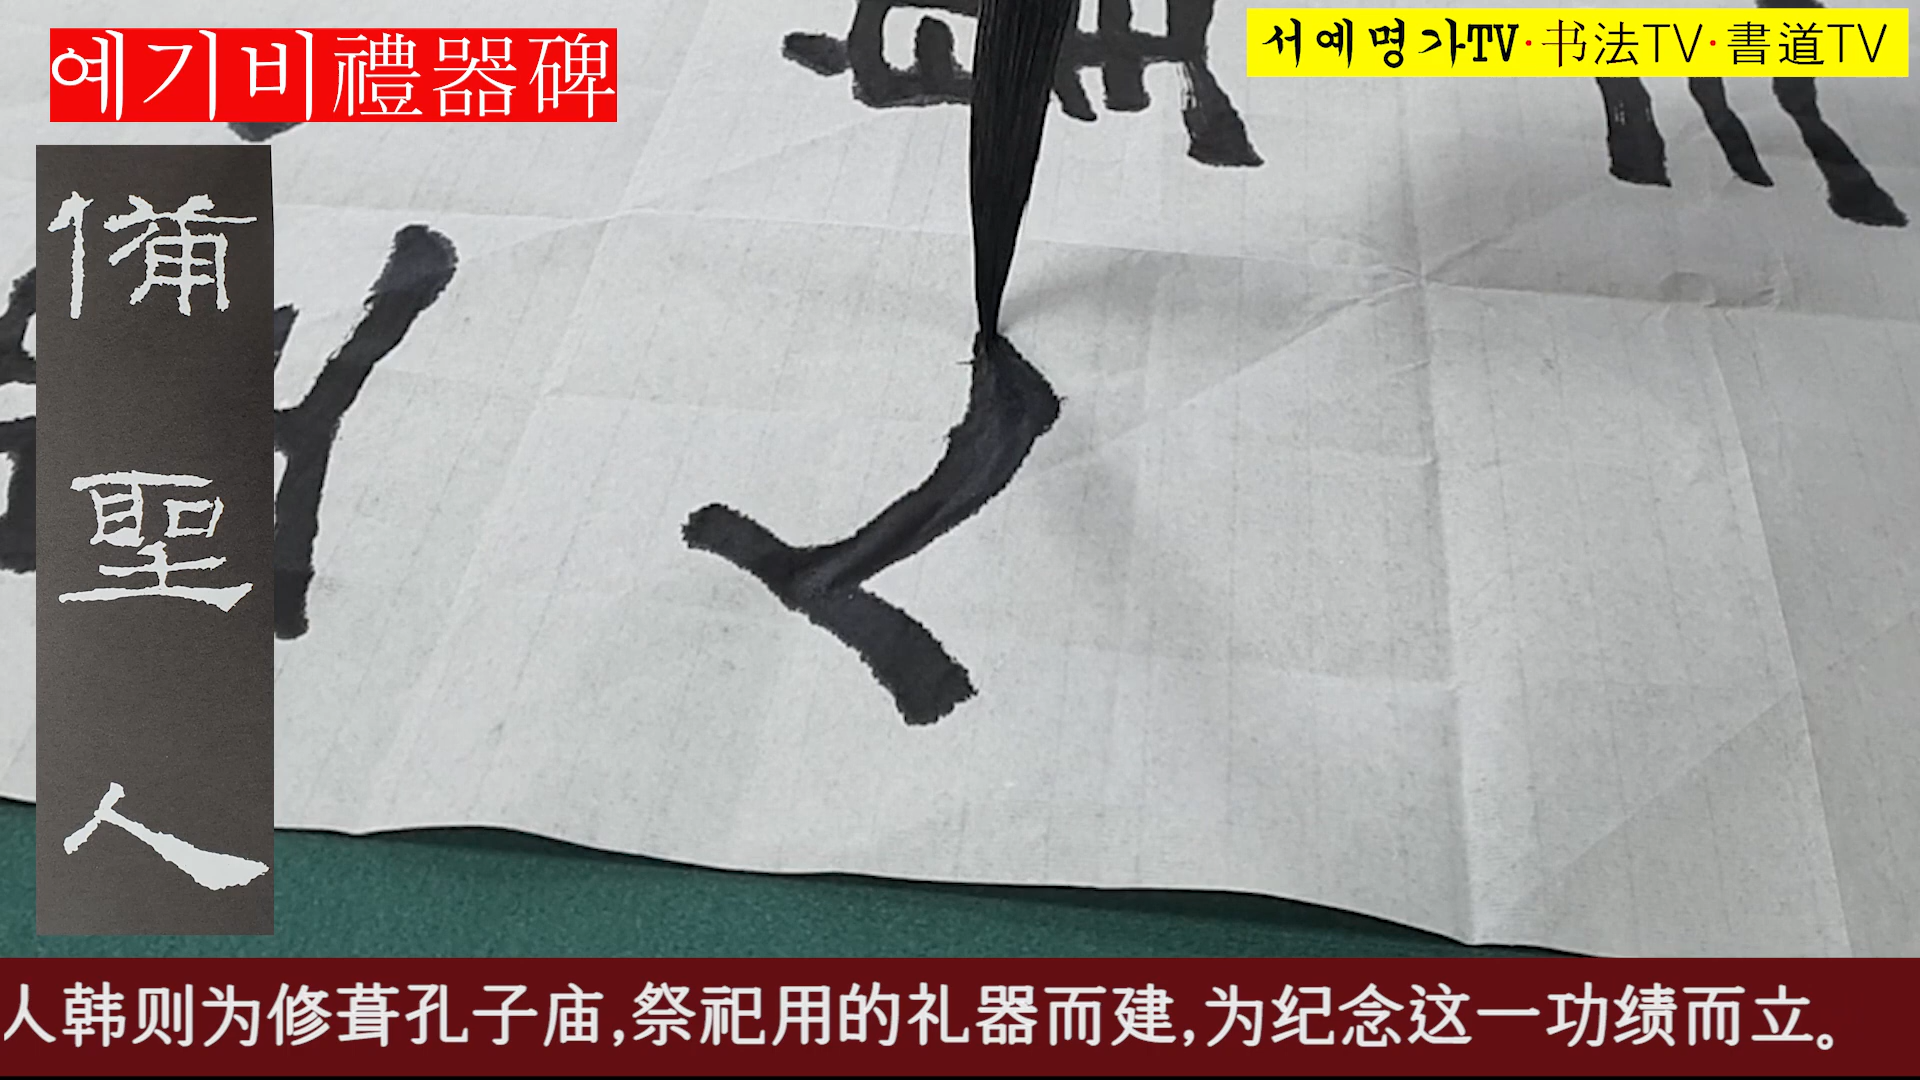 예기비禮器碑
서예명가TV·书法TV·書道TV
備
聖
人
人韩则为修葺孔子庙,祭祀用的礼器而建,为纪念这一功绩而立。